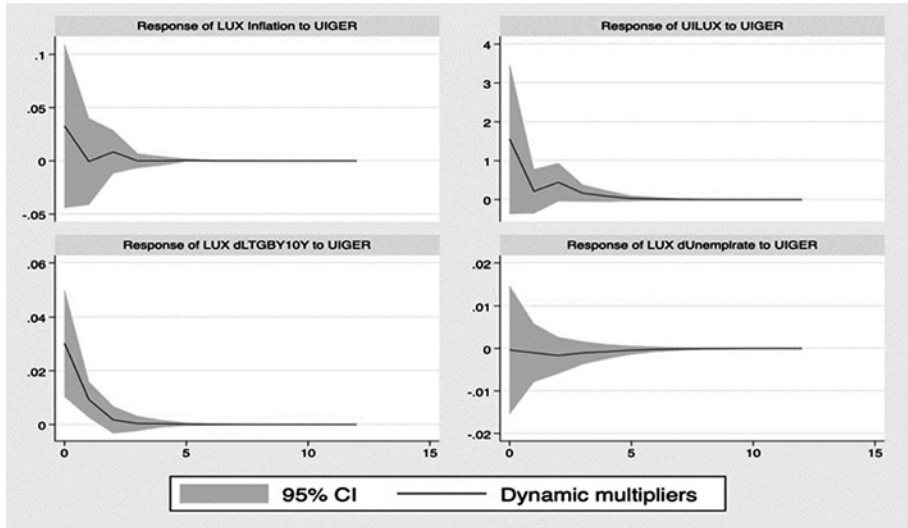 Response of LUX Inflation to UIGER
.1
.05
0
-.05
Response of UILUX to UIGER
4
3
2
1
0
Response of LUX dLTGBY10Y to UIGER
.06
.04
.02
0
0 5 10 15
Response of LUX dUnemplrate to UIGER
.02
.01
0
-.01
-.02
0 5 10 15
95% CI Dynamic multipliers